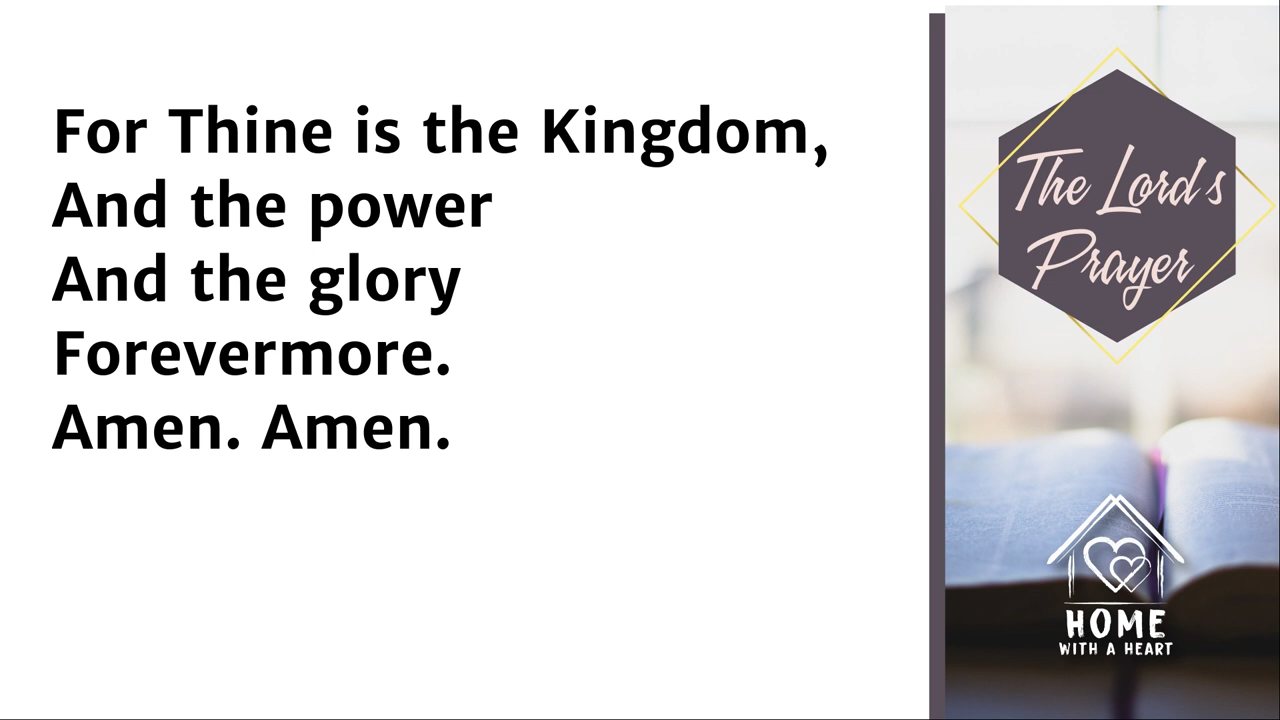 For Thine is the Kingdom,
And the power
And the glory
Forevermore.
Amen. Amen.
The Lord's
Prayer
HOME
WITH A HEART